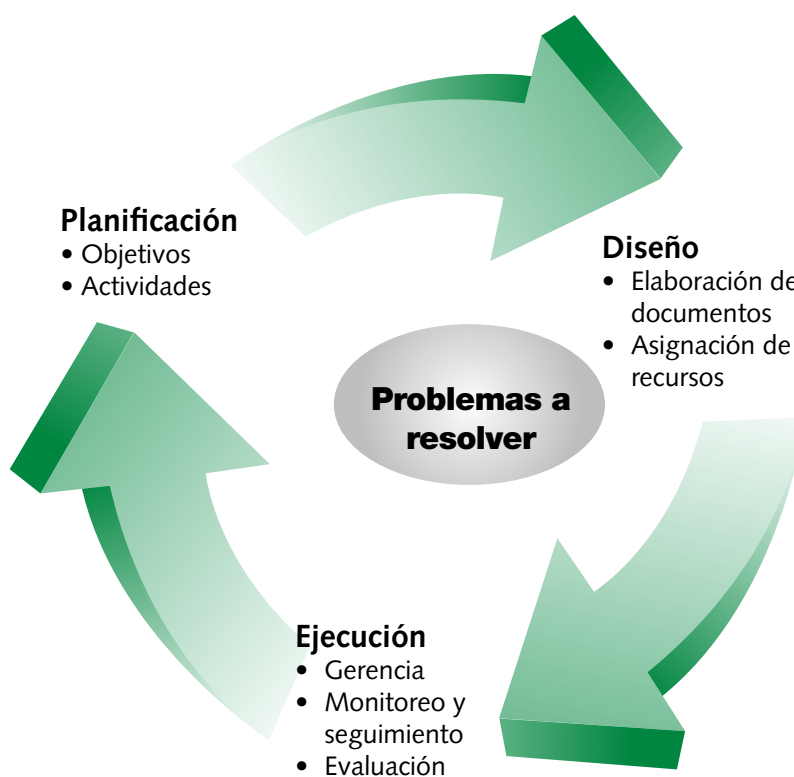 Planificación
• Objetivos
• Actividades
Diseño
• Elaboración de
documentos
• Asignación de
recursos
Problemas a
resolver
Ejecución
• Gerencia
• Monitoreo y
seguimiento
• Evaluación